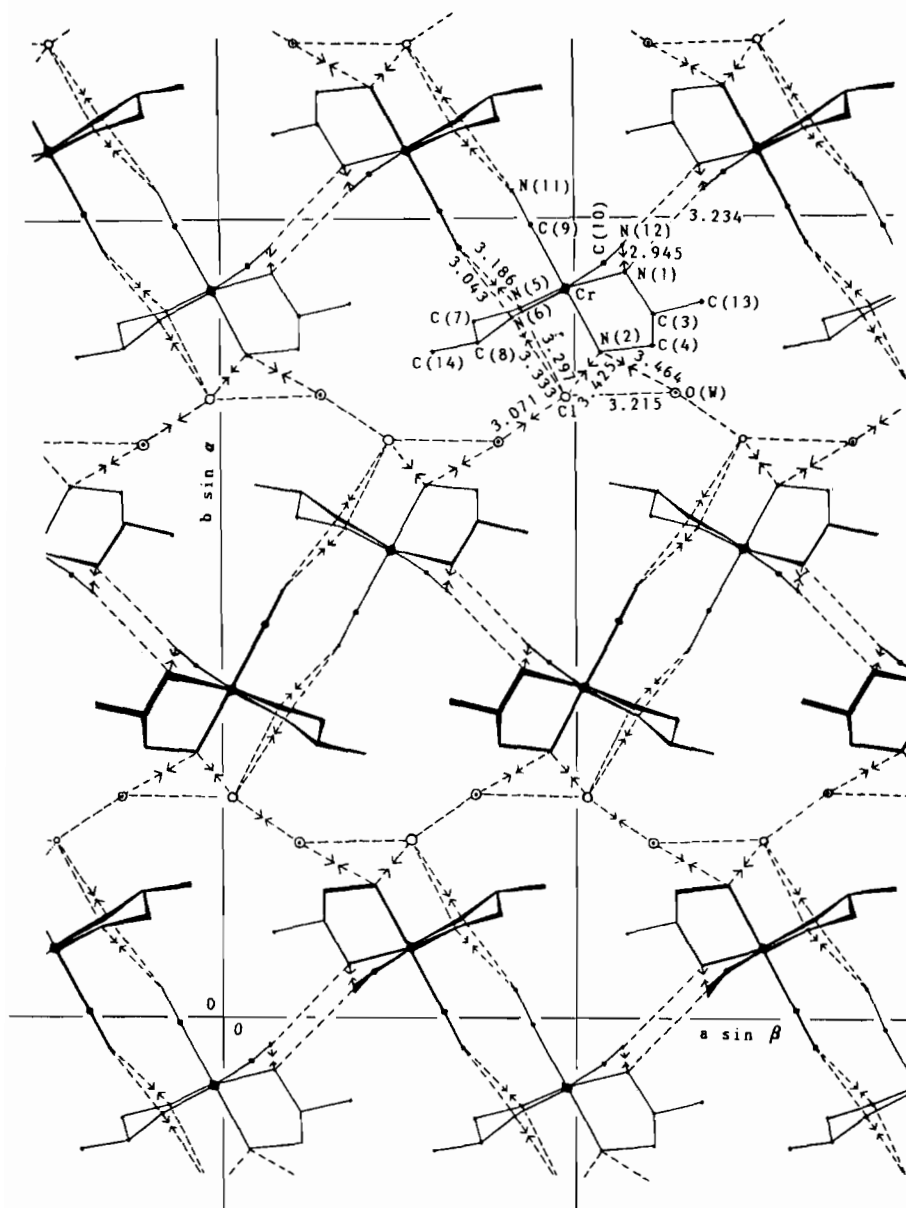 N(11)
C(9)
C(10)
N(12)
3.234
2.945
3.186
3.043
N(5)
N(1)
Cr
C(13)
N(6)
C(7)
C(3)
N(2)
C(4)
C(14)
C(8)
3.297
3.333
3.425
3.464
O(W)
Cl
3.215
3.071
b sin α
0
0
a sin β